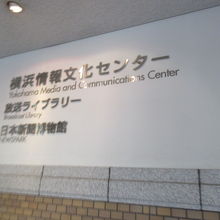 横浜情報文化センター
Yokohama Media and Communications Center
放送ライブラリー
Broadcast Library
日本新聞博物館
NEWSPARK